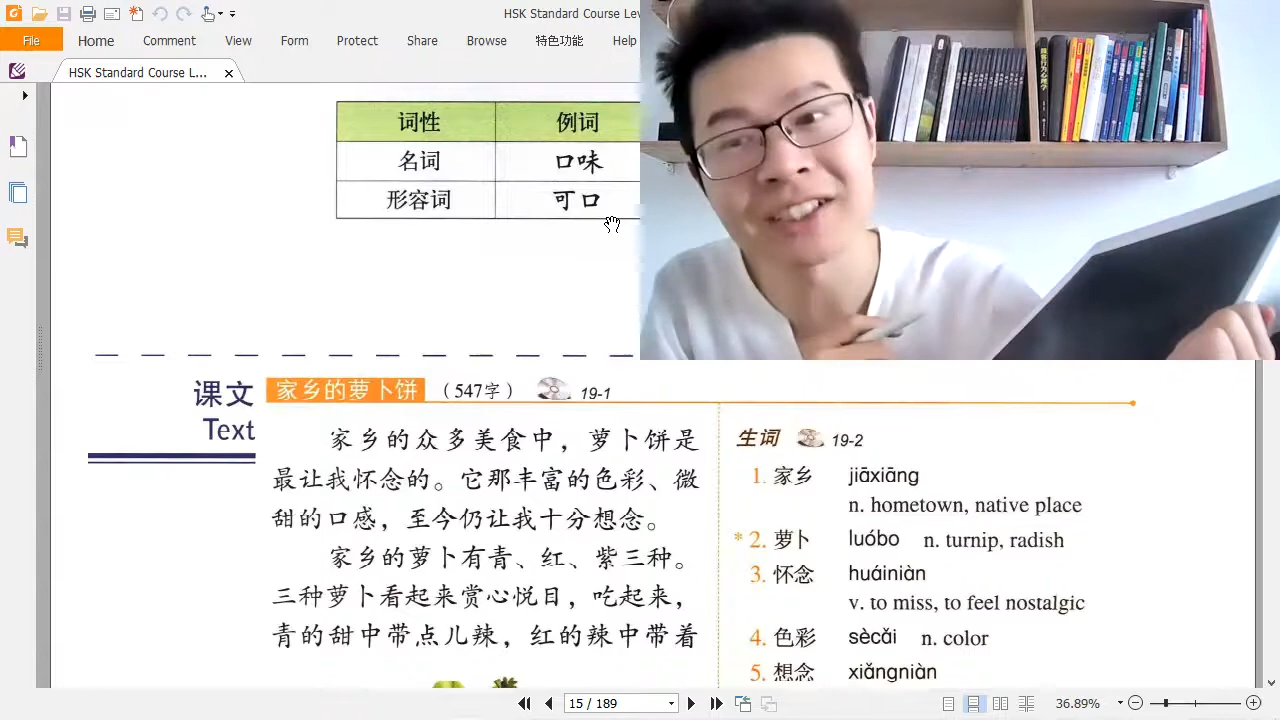 HSK Standard Course Lev
File Home Comment View Form Protect Share Browse 特色功能 Help
HSK Standard Course L...
词性 例词
名词 口味
形容词 可口
课文
Text
家乡的萝卜饼 (547字) 19-1
家乡的众多美食中，萝卜饼是
最让我怀念的。它那丰富的色彩、微
甜的口感，至今仍让我十分想念。
家乡的萝卜有青、红、紫三种。
三种萝卜看起来赏心悦目，吃起来，
青的甜中带点儿辣，红的辣中带着
生词 19-2
1. 家乡 jiāxiāng
n. hometown, native place
*2. 萝卜 luóbo n. turnip, radish
3. 怀念 huáiniàn
v. to miss, to feel nostalgic
4. 色彩 sècǎi n. color
5. 想念 xiǎngniàn
15 / 189
36.89%